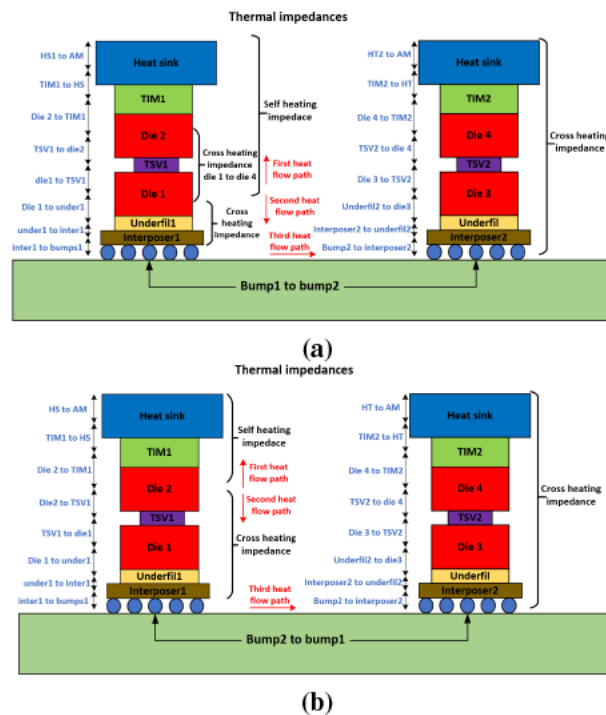 Thermal impedances
HS1 to AM
TIM1 to HS
Die 2 to TIM1
TSV1 to die2
die1 to TSV1
Die 1 to under1
under1 to inter1
inter1 to bumps1
Heat sink
TIM1
Die 2
TSV1
Die 1
Underfil1
Interposer1
Cross heating
impedance
die 1 to die 4
Self heating
impedace
Cross
heating
impedance
First heat
flow path
Second heat
flow path
Third heat
flow path
HT2 to AM
TIM2 to HT
Die 4 to TIM2
TSV2 to die 4
Die 3 to TSV2
Underfil2 to die3
Interposer2 to underfil2
Bump2 to interposer2
Heat sink
TIM2
Die 4
TSV2
Die 3
Underfil
Interposer2
Cross heating
impedance
Bump1 to bump2
(a)
Thermal impedances
HS to AM
TIM1 to HS
Die 2 to TIM1
Die2 to TSV1
TSV1 to die1
Die 1 to under1
under1 to inter1
inter1 to bumps1
Heat sink
TIM1
Die 2
TSV1
Die 1
Underfil1
Interposer1
Self heating
impedace
First heat
flow path
Second heat
flow path
Cross heating
impedance
Third heat
flow path
HT to AM
TIM2 to HT
Die 4 to TIM2
TSV2 to die 4
Die 3 to TSV2
Underfil2 to die3
Interposer2 to underfil2
Bump2 to interposer2
Heat sink
TIM2
Die 4
TSV2
Die 3
Underfil
Interposer2
Cross heating
impedance
Bump2 to bump1
(b)